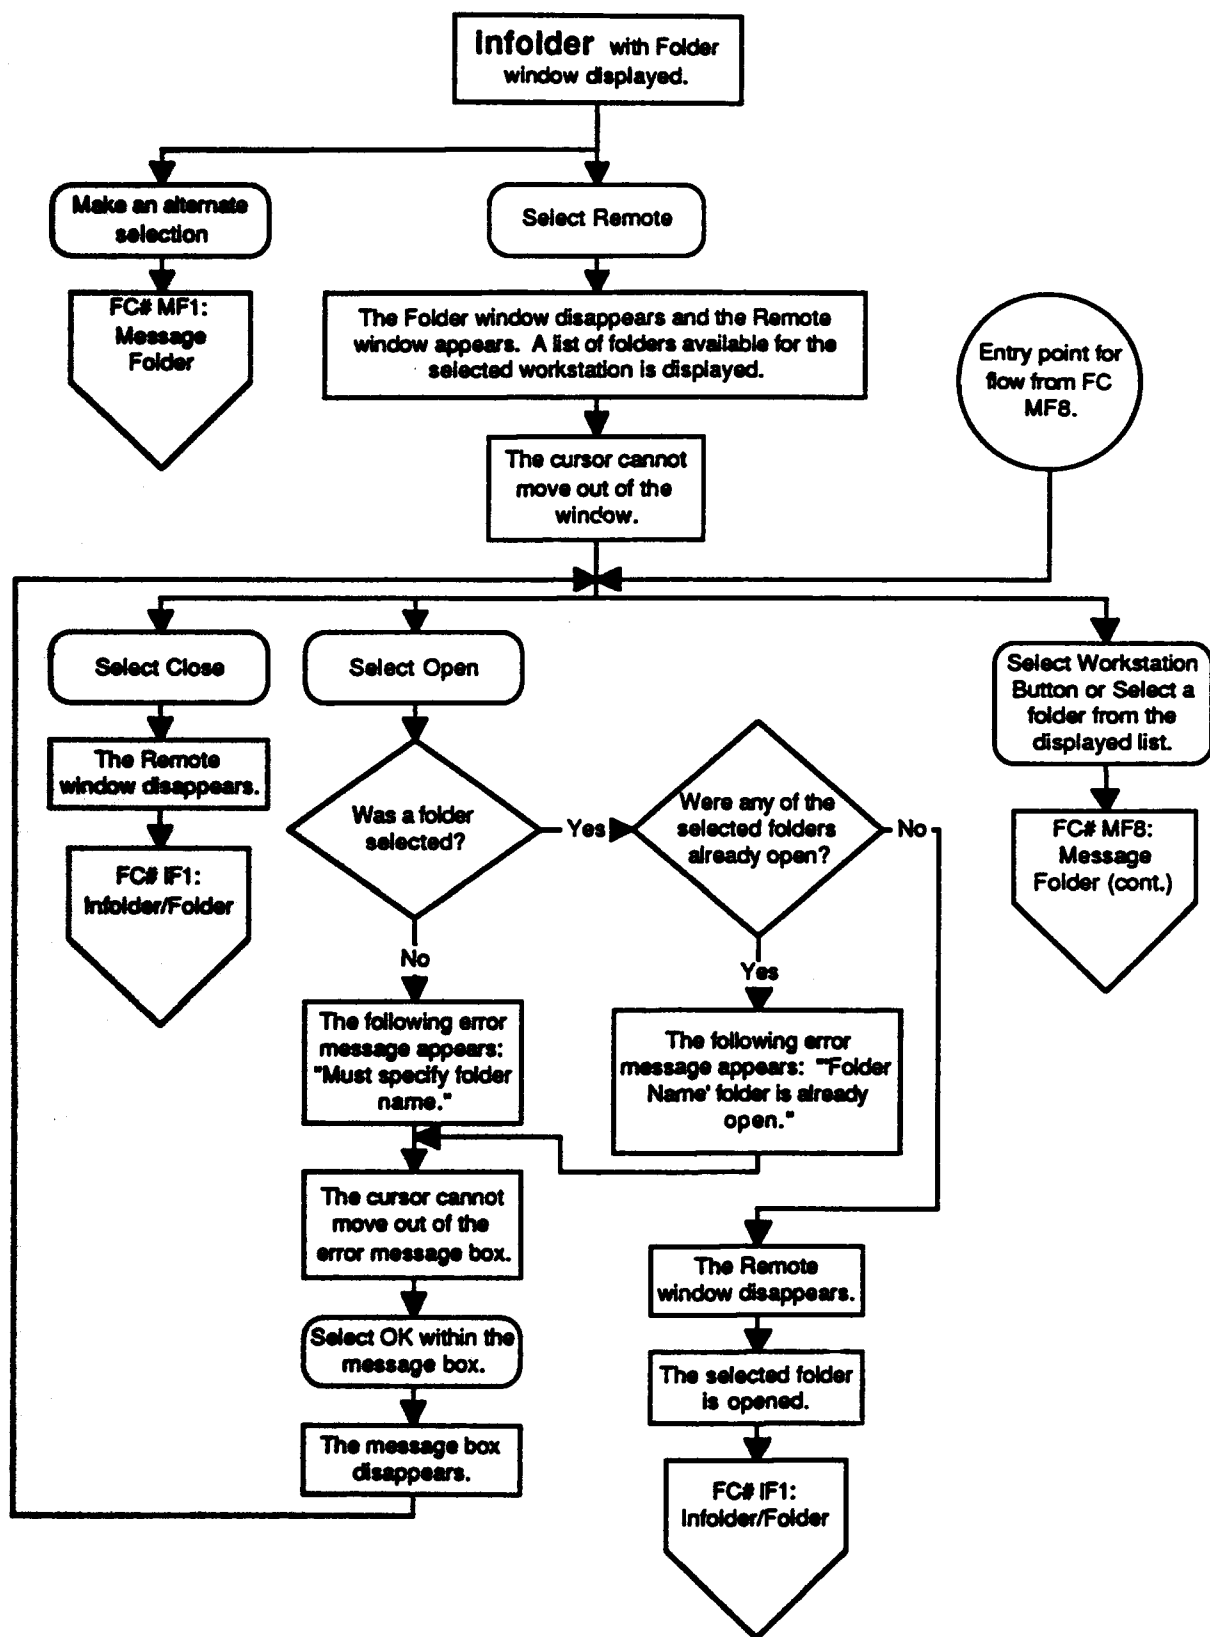 Infolder with Folder
window displayed.
Make an alternate
selection
Select Remote
FC# MF1:
Message
Folder
The Folder window disappears and the Remote
window appears. A list of folders available for the
selected workstation is displayed.
Entry point for
flow from FC
MF8.
The cursor cannot
move out of the
window.
Select Close
Select Open
Select Workstation
Button or Select a
folder from the
displayed list.
The Remote
window disappears.
Was a folder
selected?
Yes
Were any of the
selected folders
already open?
No
FC# MF8:
Message
Folder (cont.)
FC# IF1:
Infolder/Folder
No
Yes
The following error
message appears:
"Must specify folder
name."
The following error
message appears: "'Folder
Name' folder is already
open."
The cursor cannot
move out of the
error message box.
The Remote
window disappears.
Select OK within the
message box.
The selected folder
is opened.
The message box
disappears.
FC# IF1:
Infolder/Folder